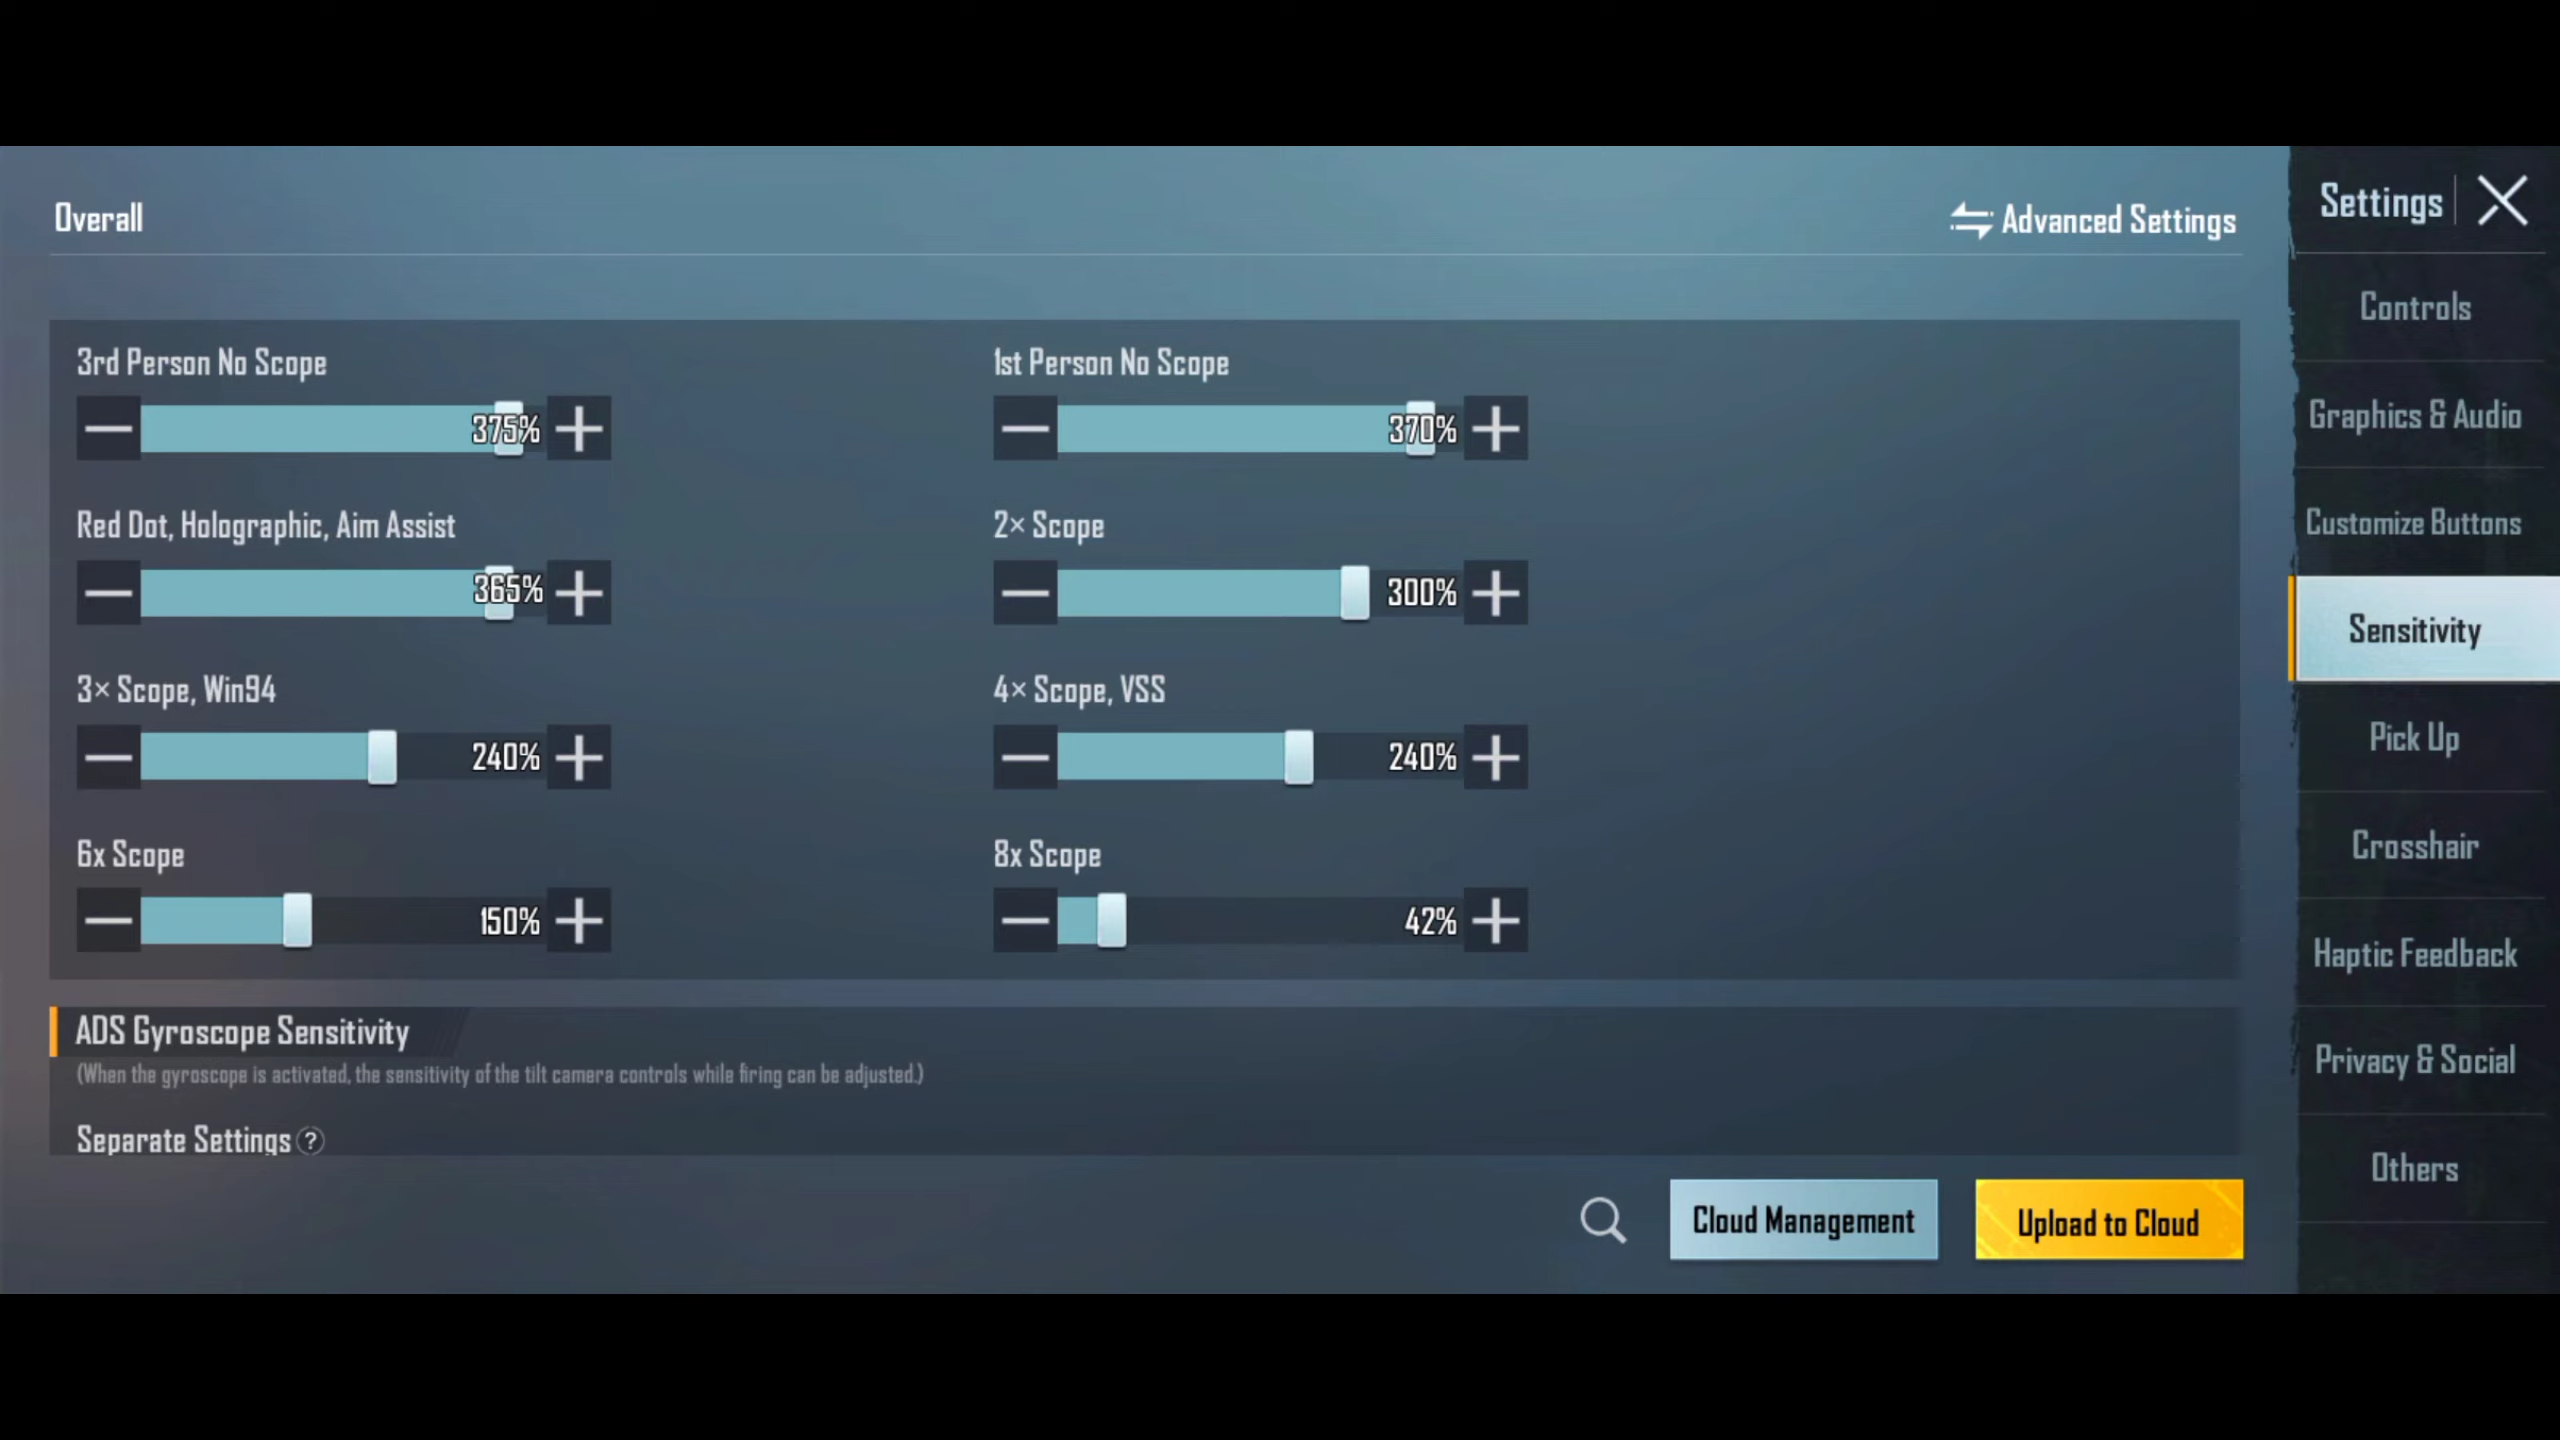 Overall
Advanced Settings
3rd Person No Scope
1st Person No Scope
375%
370%
Red Dot, Holographic, Aim Assist
2× Scope
365%
300%
3× Scope, Win94
4× Scope, VSS
240%
240%
6x Scope
8x Scope
150%
42%
ADS Gyroscope Sensitivity
(When the gyroscope is activated, the sensitivity of the tilt camera controls while firing can be adjusted.)
Separate Settings ?
Cloud Management
Upload to Cloud
Settings
Controls
Graphics & Audio
Customize Buttons
Sensitivity
Pick Up
Crosshair
Haptic Feedback
Privacy & Social
Others